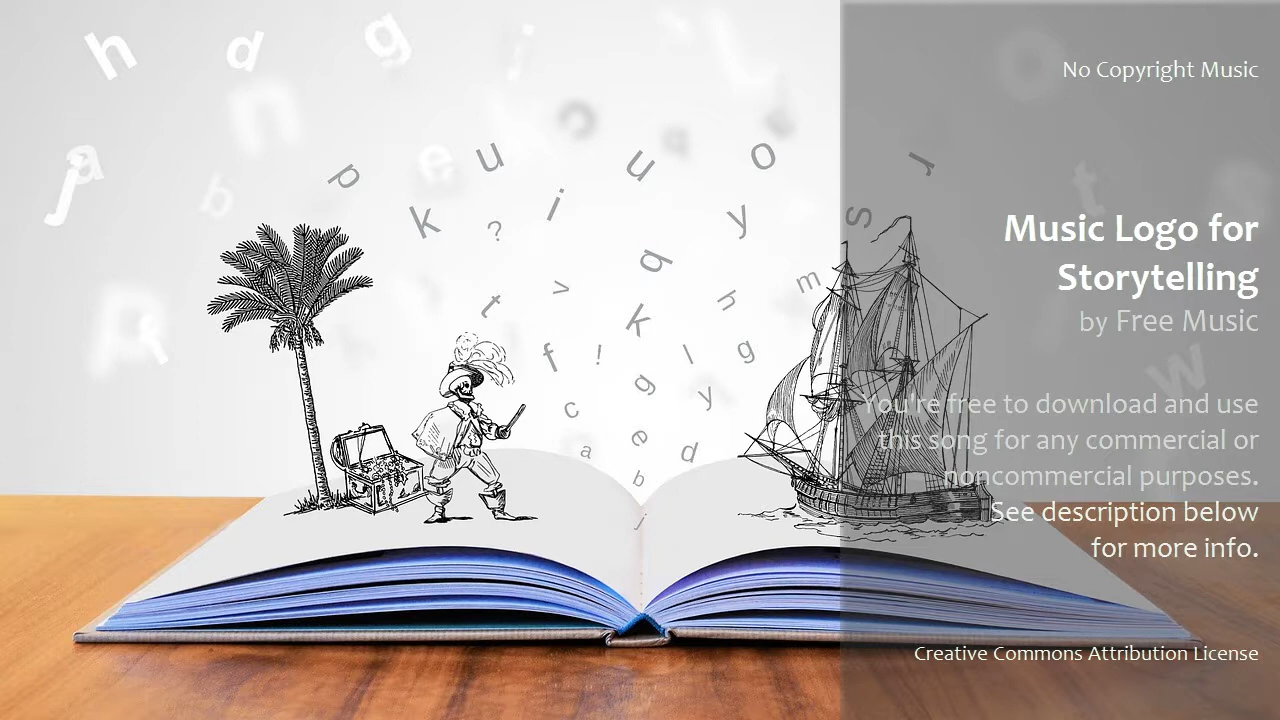 No Copyright Music
Music Logo for
Storytelling
by Free Music
You're free to download and use
this song for any commercial or
noncommercial purposes.
See description below
for more info.
Creative Commons Attribution License